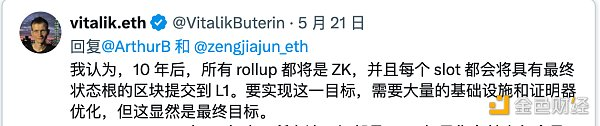 vitalik.eth @VitalikButerin · 5 月 21 日
回复@ArthurB 和 @zengjiajun_eth
我认为，10 年后，所有 rollup 都将是 ZK，并且每个 slot 都会将具有最终
状态根的区块提交到 L1。要实现这一目标，需要大量的基础设施和证明器
优化，但这显然是最终目标。
金色财经